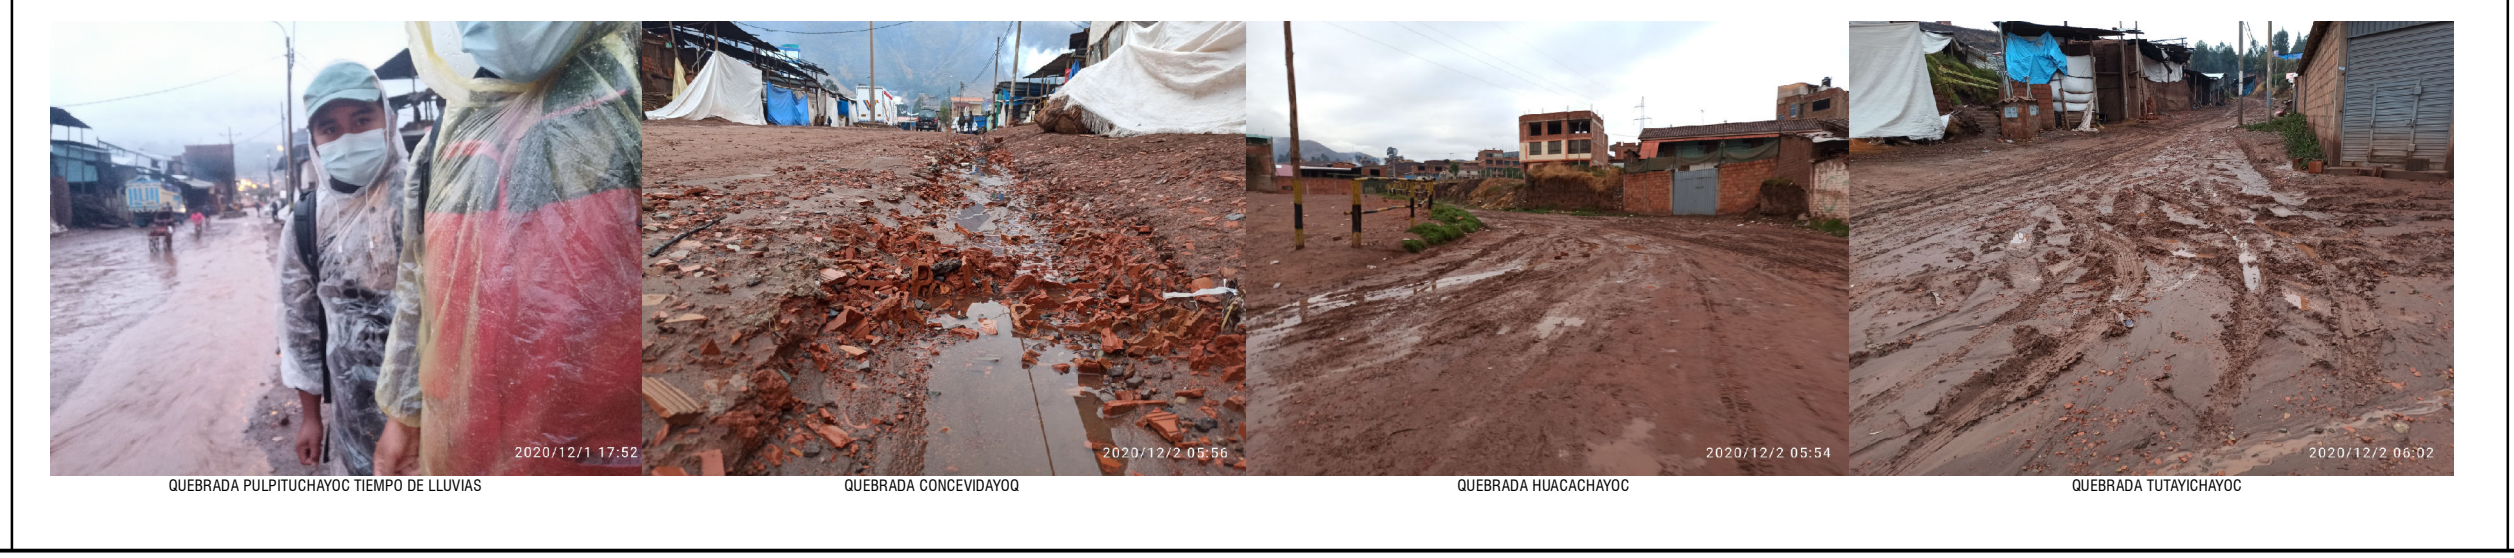 2020/12/1 17:52
2020/12/2 05:56
2020/12/2 05:54
2020/12/2 06:02
QUEBRADA PULPITUCHAYOC TIEMPO DE LLUVIAS
QUEBRADA CONCEVIDAYOQ
QUEBRADA HUACACHAYOC
QUEBRADA TUTAYICHAYOC